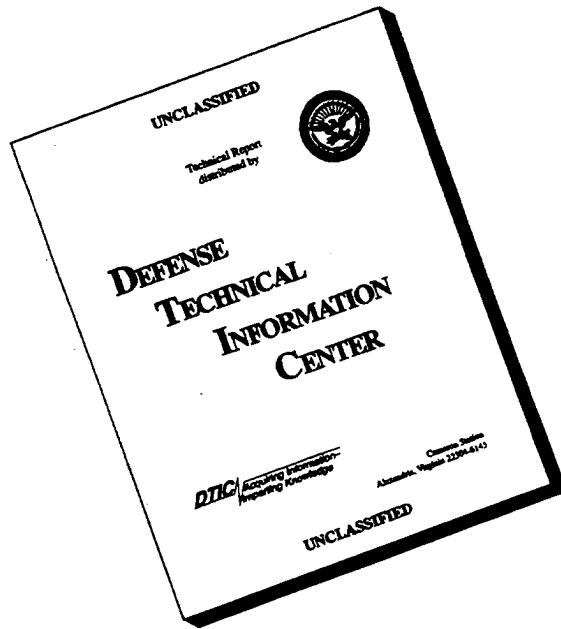 UNCLASSIFIED
Technical Report
distributed by
DEFENSE
TECHNICAL
INFORMATION
CENTER
DTIC Acquiring Information–
Imparting Knowledge
Cameron Station
Alexandria, Virginia 22304-6145
UNCLASSIFIED